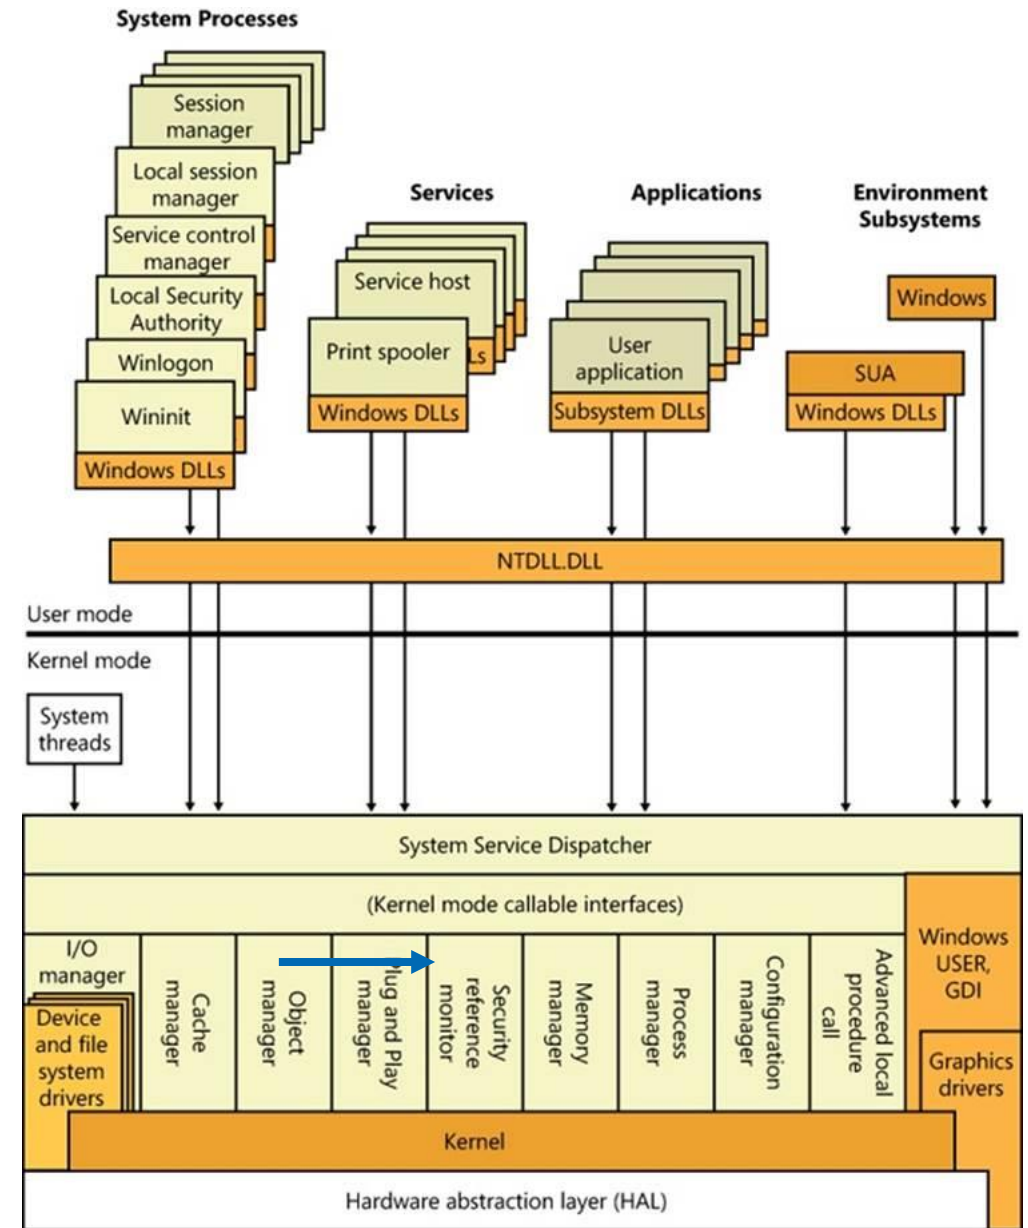 System Processes
Session
manager
Local session
manager
Service control
manager
Local Security
Authority
Winlogon
Wininit
Windows DLLs
Services
Service host
Print spooler
Ls
Windows DLLs
Applications
User
application
Subsystem DLLs
Environment
Subsystems
Windows
SUA
Windows DLLs
NTDLL.DLL
User mode
Kernel mode
System
threads
System Service Dispatcher
(Kernel mode callable interfaces)
I/O
manager
Device
and file
system
drivers
Cache
manager
Object
manager
Plug and Play
manager
Security
reference
monitor
Memory
manager
Process
manager
Configuration
manager
Advanced local
procedure
call
Windows
USER,
GDI
Graphics
drivers
Kernel
Hardware abstraction layer (HAL)